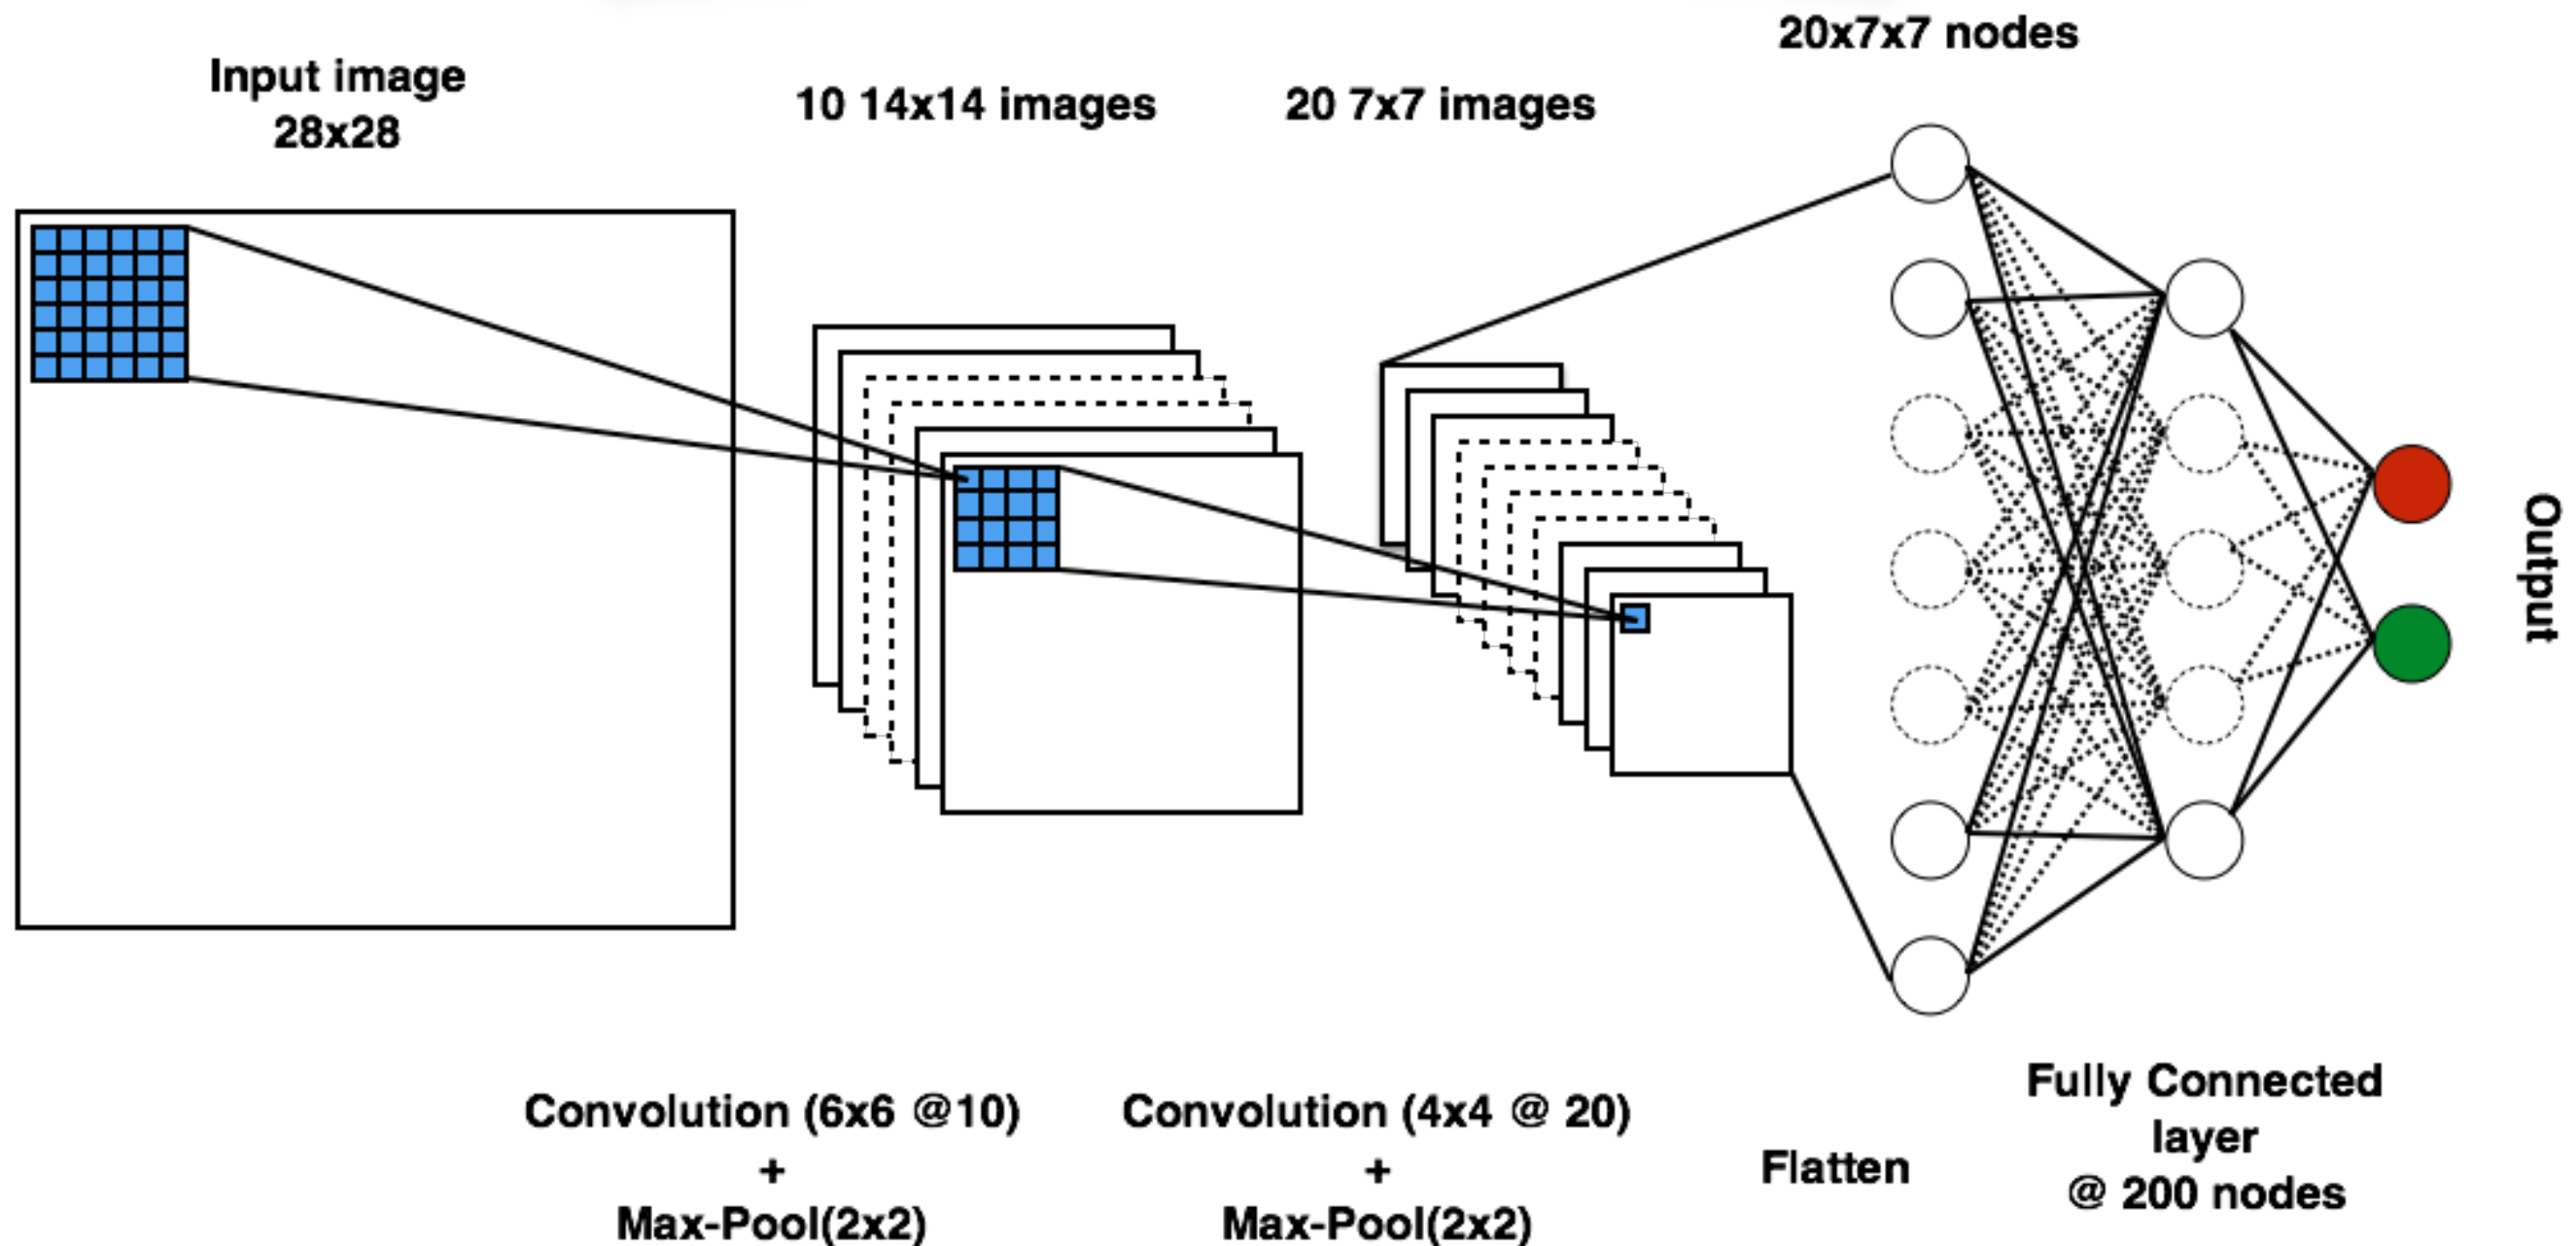 Input image
28x28
10 14x14 images
20 7x7 images
20x7x7 nodes
Output
Convolution (6x6 @10)
+
Max-Pool(2x2)
Convolution (4x4 @ 20)
+
Max-Pool(2x2)
Flatten
Fully Connected
layer
@ 200 nodes